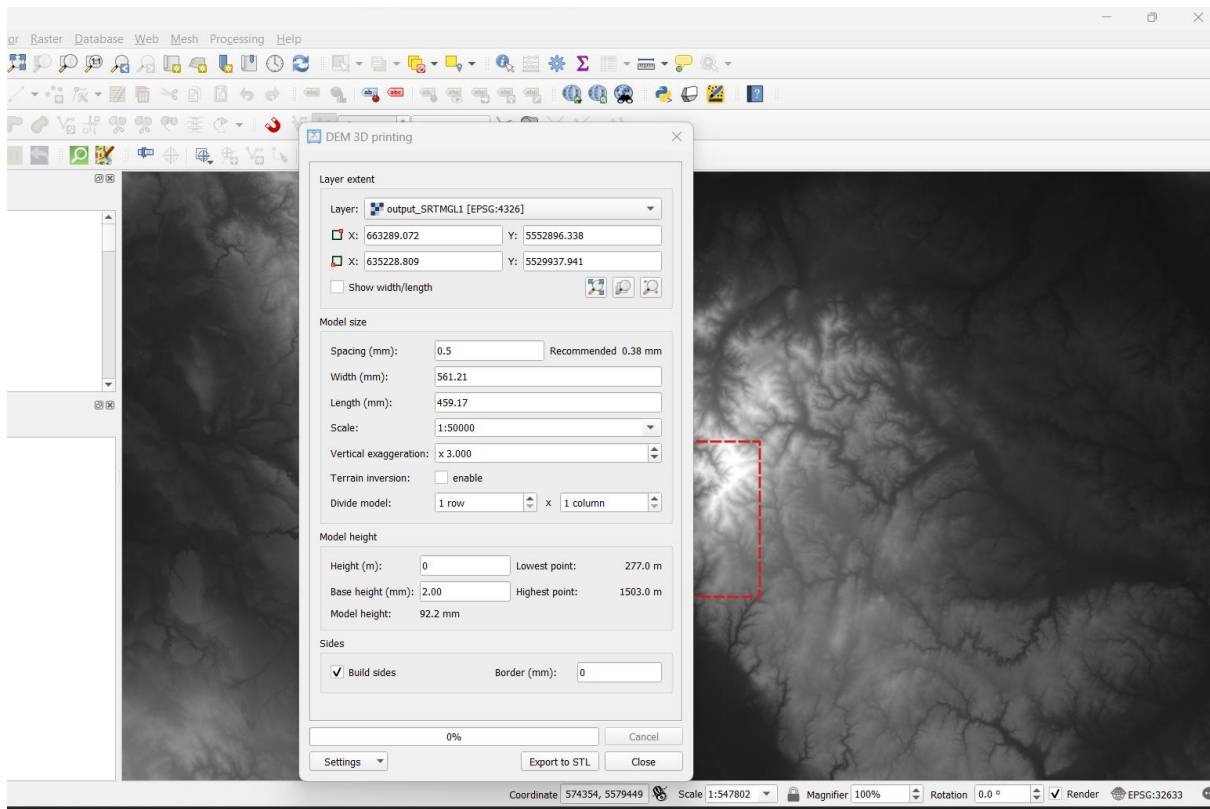 Raster Database Web Mesh Processing Help
DEM 3D printing
Layer extent
Layer: output_SRTMGL1 [EPSG:4326]
X: 663289.072 Y: 5552896.338
X: 635228.809 Y: 5529937.941
Show width/length
Model size
Spacing (mm): 0.5 Recommended 0.38 mm
Width (mm): 561.21
Length (mm): 459.17
Scale: 1:50000
Vertical exaggeration: x 3.000
Terrain inversion: enable
Divide model: 1 row x 1 column
Model height
Height (m): 0 Lowest point: 277.0 m
Base height (mm): 2.00 Highest point: 1503.0 m
Model height: 92.2 mm
Sides
Build sides Border (mm): 0
0% Cancel
Settings Export to STL Close
Coordinate 574354, 5579449 Scale 1:547802 Magnifier 100% Rotation 0.0 ° Render EPSG:32633